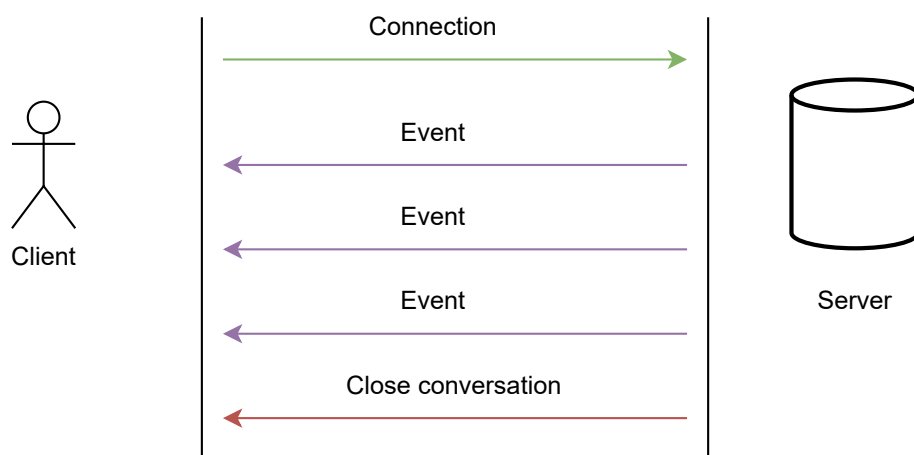 Connection
Event
Event
Client
Event
Server
Close conversation